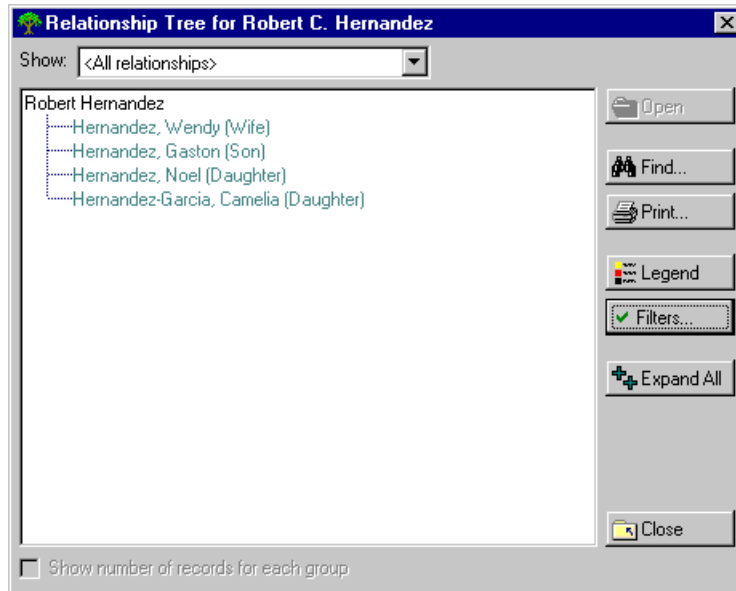 Relationship Tree for Robert C. Hernandez
Show: <All relationships>
Robert Hernandez
Hernandez, Wendy (Wife)
Hernandez, Gaston (Son)
Hernandez, Noel (Daughter)
Hernandez-Garcia, Camelia (Daughter)
Open
Find...
Print...
Legend
Filters...
Expand All
Close
Show number of records for each group